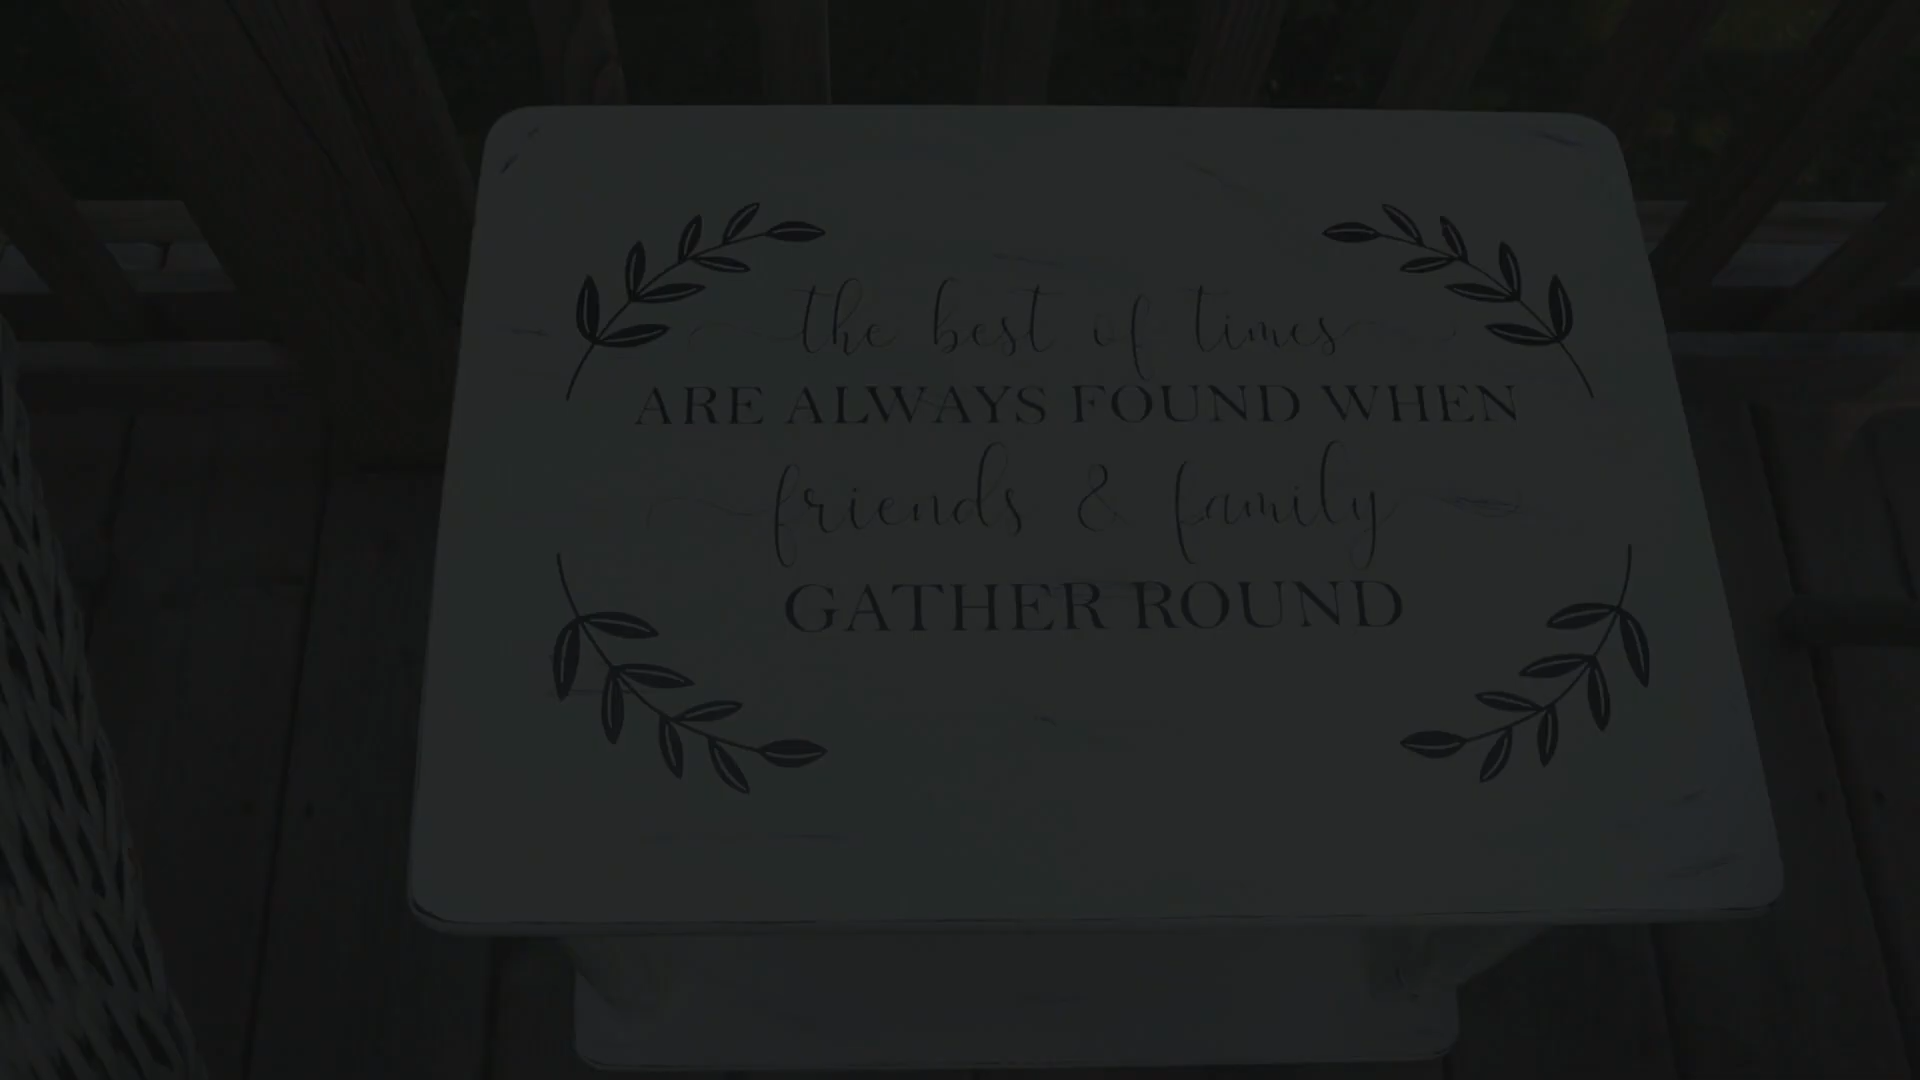 the best of times
ARE ALWAYS FOUND WHEN
friends & family
GATHER ROUND